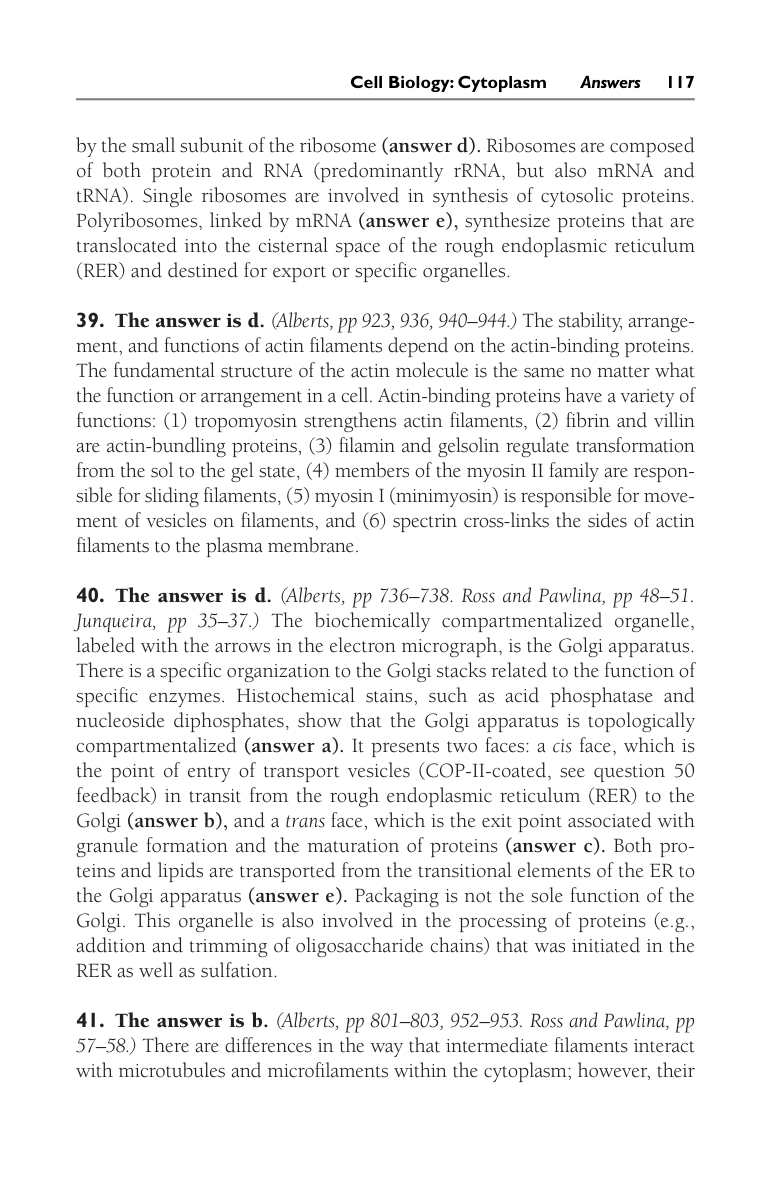 Cell Biology: Cytoplasm Answers 117
by the small subunit of the ribosome (answer d). Ribosomes are composed
of both protein and RNA (predominantly rRNA, but also mRNA and
tRNA). Single ribosomes are involved in synthesis of cytosolic proteins.
Polyribosomes, linked by mRNA (answer e), synthesize proteins that are
translocated into the cisternal space of the rough endoplasmic reticulum
(RER) and destined for export or specific organelles.
39. The answer is d. (Alberts, pp 923, 936, 940–944.) The stability, arrange-
ment, and functions of actin filaments depend on the actin-binding proteins.
The fundamental structure of the actin molecule is the same no matter what
the function or arrangement in a cell. Actin-binding proteins have a variety of
functions: (1) tropomyosin strengthens actin filaments, (2) fibrin and villin
are actin-bundling proteins, (3) filamin and gelsolin regulate transformation
from the sol to the gel state, (4) members of the myosin II family are respon-
sible for sliding filaments, (5) myosin I (minimyosin) is responsible for move-
ment of vesicles on filaments, and (6) spectrin cross-links the sides of actin
filaments to the plasma membrane.
40. The answer is d. (Alberts, pp 736–738. Ross and Pawlina, pp 48–51.
Junqueira, pp 35–37.) The biochemically compartmentalized organelle,
labeled with the arrows in the electron micrograph, is the Golgi apparatus.
There is a specific organization to the Golgi stacks related to the function of
specific enzymes. Histochemical stains, such as acid phosphatase and
nucleoside diphosphates, show that the Golgi apparatus is topologically
compartmentalized (answer a). It presents two faces: a cis face, which is
the point of entry of transport vesicles (COP-II-coated, see question 50
feedback) in transit from the rough endoplasmic reticulum (RER) to the
Golgi (answer b), and a trans face, which is the exit point associated with
granule formation and the maturation of proteins (answer c). Both pro-
teins and lipids are transported from the transitional elements of the ER to
the Golgi apparatus (answer e). Packaging is not the sole function of the
Golgi. This organelle is also involved in the processing of proteins (e.g.,
addition and trimming of oligosaccharide chains) that was initiated in the
RER as well as sulfation.
41. The answer is b. (Alberts, pp 801–803, 952–953. Ross and Pawlina, pp
57–58.) There are differences in the way that intermediate filaments interact
with microtubules and microfilaments within the cytoplasm; however, their